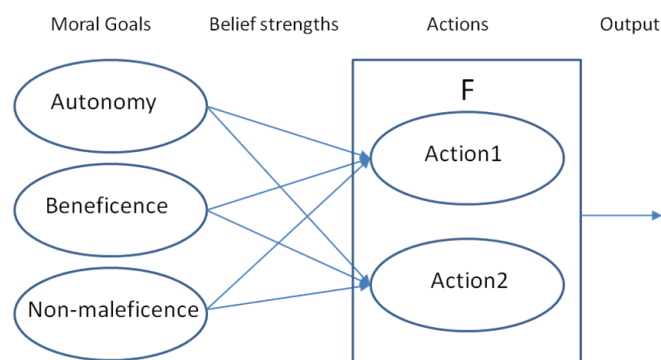 Moral Goals
Belief strengths
Actions
Output
Autonomy
Beneficence
Non-maleficence
F
Action1
Action2